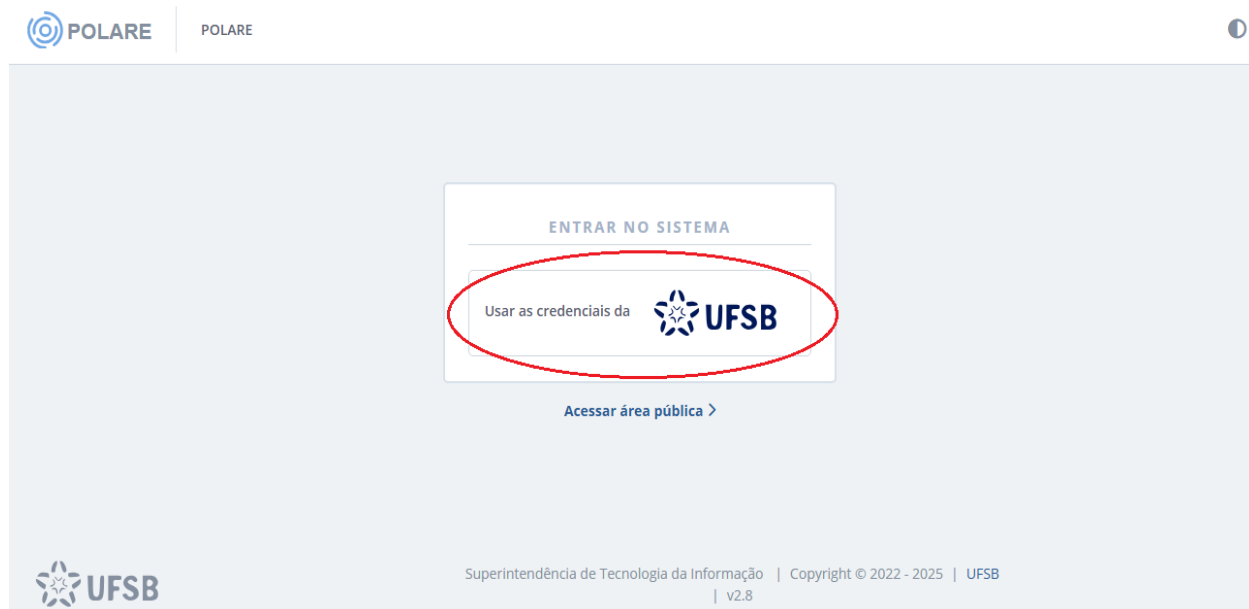 POLARE
POLARE
ENTRAR NO SISTEMA
Usar as credenciais da UFSB
Acessar área pública
UFSB
Superintendência de Tecnologia da Informação | Copyright © 2022 - 2025 | UFSB
| v2.8